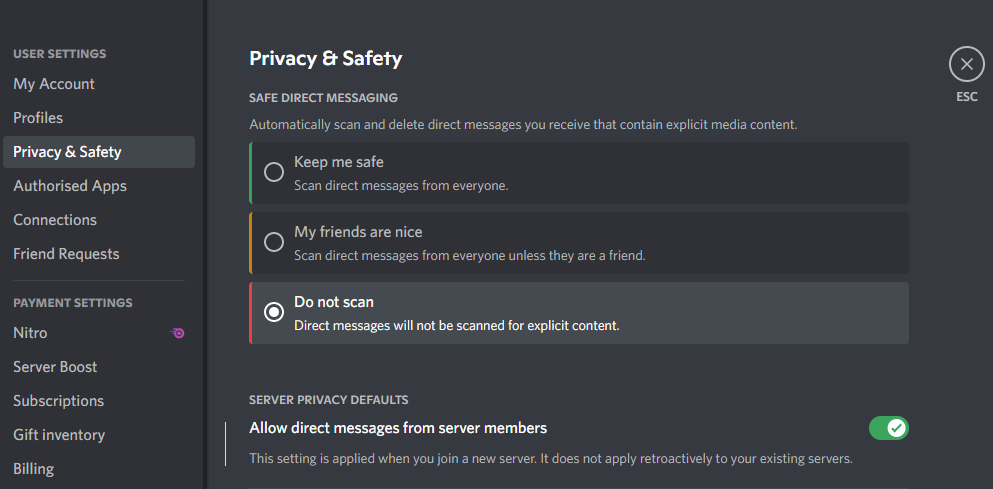 USER SETTINGS
My Account
Profiles
Privacy & Safety
Authorised Apps
Connections
Friend Requests
PAYMENT SETTINGS
Nitro
Server Boost
Subscriptions
Gift inventory
Billing
Privacy & Safety
ESC
SAFE DIRECT MESSAGING
Automatically scan and delete direct messages you receive that contain explicit media content.
Keep me safe
Scan direct messages from everyone.
My friends are nice
Scan direct messages from everyone unless they are a friend.
Do not scan
Direct messages will not be scanned for explicit content.
SERVER PRIVACY DEFAULTS
Allow direct messages from server members
This setting is applied when you join a new server. It does not apply retroactively to your existing servers.